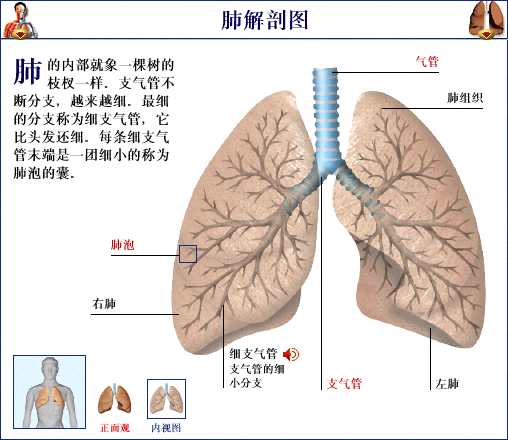 肺解剖图
肺的内部就象一棵树的
枝杈一样．支气管不
断分支，越来越细．最细
的分支称为细支气管，它
比头发还细．每条细支气
管末端是一团细小的称为
肺泡的囊．
气管
肺组织
肺泡
右肺
细支气管
支气管的细
小分支
支气管
左肺
正面观
内视图